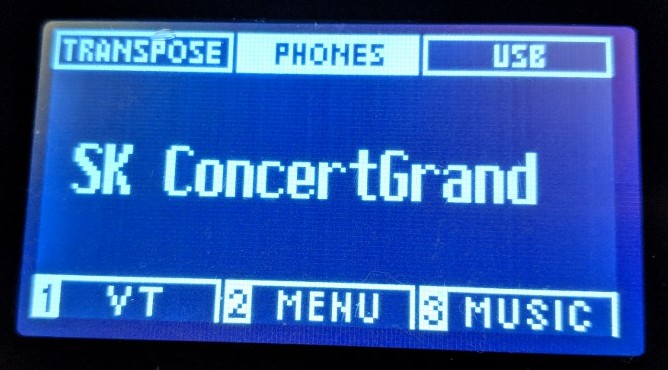 TRANSPOSE PHONES USB
SK ConcertGrand
1 VT 2 MENU 3 MUSIC